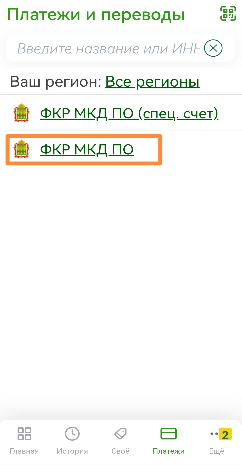 Платежи и переводы
Введите название или ИНН
Ваш регион: Все регионы
ФКР МКД ПО (спец. счет)
ФКР МКД ПО
2
Главная История Своё Платежи Ещё